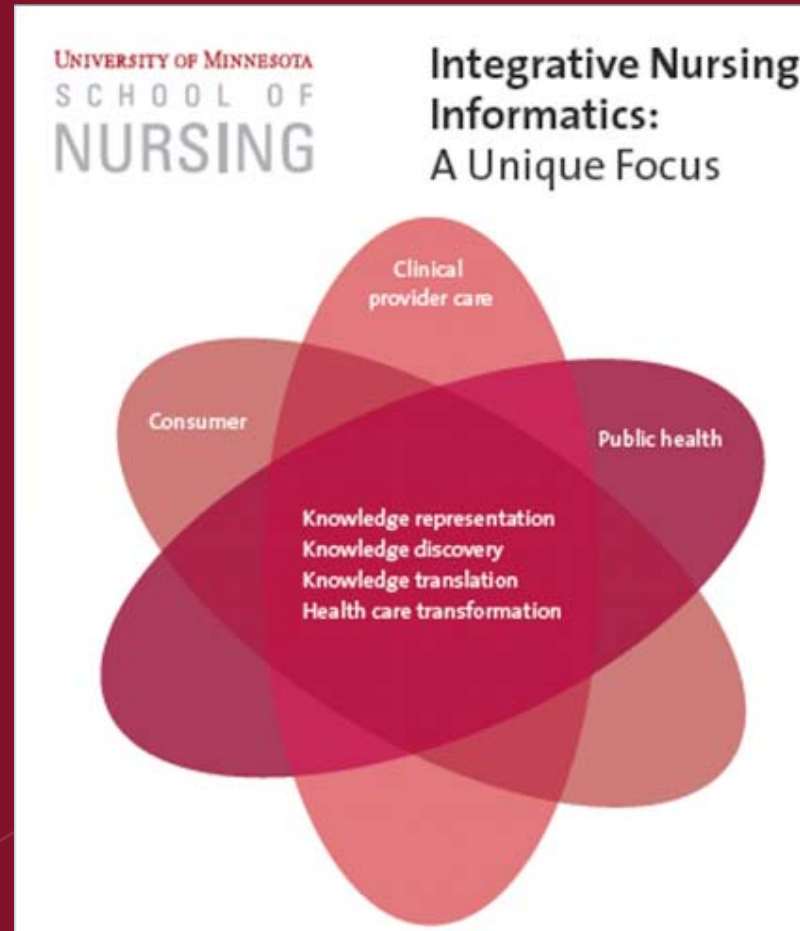 UNIVERSITY OF MINNESOTA
SCHOOL OF
NURSING
Integrative Nursing
Informatics:
A Unique Focus
Clinical
provider care
Consumer
Public health
Knowledge representation
Knowledge discovery
Knowledge translation
Health care transformation